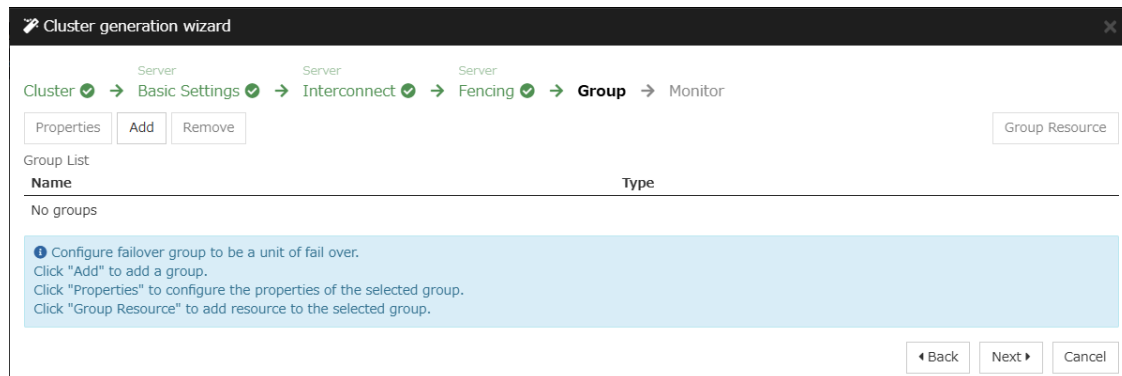 Cluster generation wizard
Server Server Server
Cluster → Basic Settings → Interconnect → Fencing → Group → Monitor
Properties Add Remove Group Resource
Group List
Name Type
No groups
Configure failover group to be a unit of fail over.
Click "Add" to add a group.
Click "Properties" to configure the properties of the selected group.
Click "Group Resource" to add resource to the selected group.
Back Next Cancel